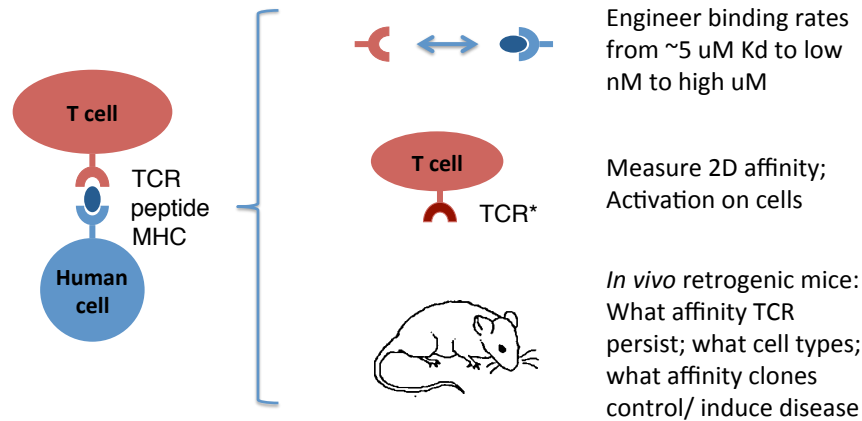 T cell
TCR
peptide
MHC
Human
cell
Engineer binding rates
from ~5 uM Kd to low
nM to high uM
T cell
TCR*
Measure 2D affinity;
Activation on cells
In vivo retrogenic mice:
What affinity TCR
persist; what cell types;
what affinity clones
control/ induce disease